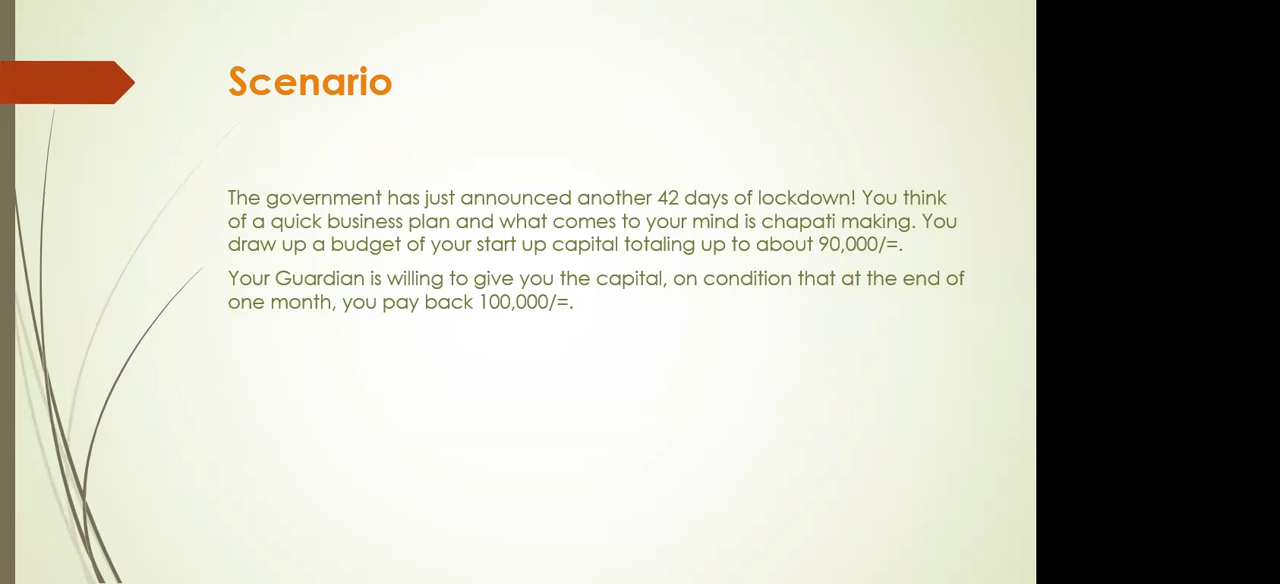 Scenario
The government has just announced another 42 days of lockdown! You think
of a quick business plan and what comes to your mind is chapati making. You
draw up a budget of your start up capital totaling up to about 90,000/=.
Your Guardian is willing to give you the capital, on condition that at the end of
one month, you pay back 100,000/=.